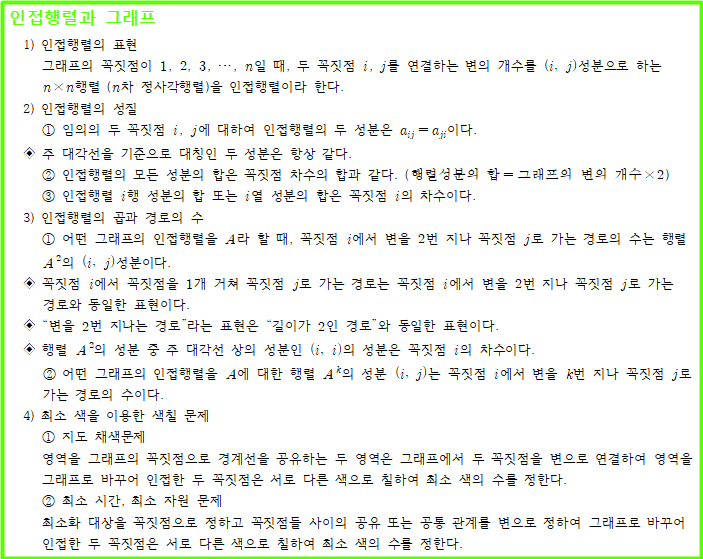 인접행렬과 그래프
1) 인접행렬의 표현
그래프의 꼭짓점이 1, 2, 3, ⋯, n일 때, 두 꼭짓점 i, j를 연결하는 변의 개수를 (i, j)성분으로 하는
n×n행렬 (n차 정사각행렬)을 인접행렬이라 한다.
2) 인접행렬의 성질
① 임의의 두 꼭짓점 i, j에 대하여 인접행렬의 두 성분은 aᵢⱼ=aⱼᵢ이다.
◈ 주 대각선을 기준으로 대칭인 두 성분은 항상 같다.
② 인접행렬의 모든 성분의 합은 꼭짓점 차수의 합과 같다. (행렬성분의 합=그래프의 변의 개수×2)
③ 인접행렬 i행 성분의 합 또는 i열 성분의 합은 꼭짓점 i의 차수이다.
3) 인접행렬의 곱과 경로의 수
① 어떤 그래프의 인접행렬을 A라 할 때, 꼭짓점 i에서 변을 2번 지나 꼭짓점 j로 가는 경로의 수는 행렬
A²의 (i, j)성분이다.
◈ 꼭짓점 i에서 꼭짓점을 1개 거쳐 꼭짓점 j로 가는 경로는 꼭짓점 i에서 변을 2번 지나 꼭짓점 j로 가는
경로와 동일한 표현이다.
◈ “변을 2번 지나는 경로”라는 표현은 “길이가 2인 경로”와 동일한 표현이다.
◈ 행렬 A²의 성분 중 주 대각선 상의 성분인 (i, i)의 성분은 꼭짓점 i의 차수이다.
② 어떤 그래프의 인접행렬을 A에 대한 행렬 Aᵏ의 성분 (i, j)는 꼭짓점 i에서 변을 k번 지나 꼭짓점 j로
가는 경로의 수이다.
4) 최소 색을 이용한 색칠 문제
① 지도 채색문제
영역을 그래프의 꼭짓점으로 경계선을 공유하는 두 영역은 그래프에서 두 꼭짓점을 변으로 연결하여 영역을
그래프로 바꾸어 인접한 두 꼭짓점은 서로 다른 색으로 칠하여 최소 색의 수를 정한다.
② 최소 시간, 최소 자원 문제
최소화 대상을 꼭짓점으로 정하고 꼭짓점들 사이의 공유 또는 공통 관계를 변으로 정하여 그래프로 바꾸어
인접한 두 꼭짓점은 서로 다른 색으로 칠하여 최소 색의 수를 정한다.